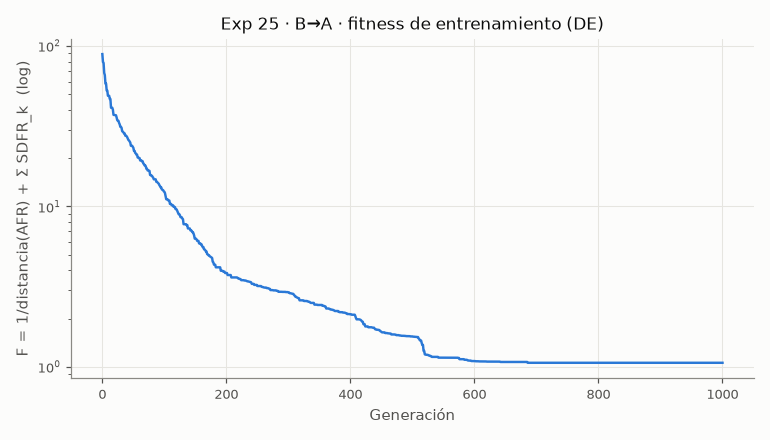 Exp 25 · B→A · fitness de entrenamiento (DE)
F = 1/distancia(AFR) + Σ SDFR_k (log)
10²
10¹
10⁰
0 200 400 600 800 1000
Generación